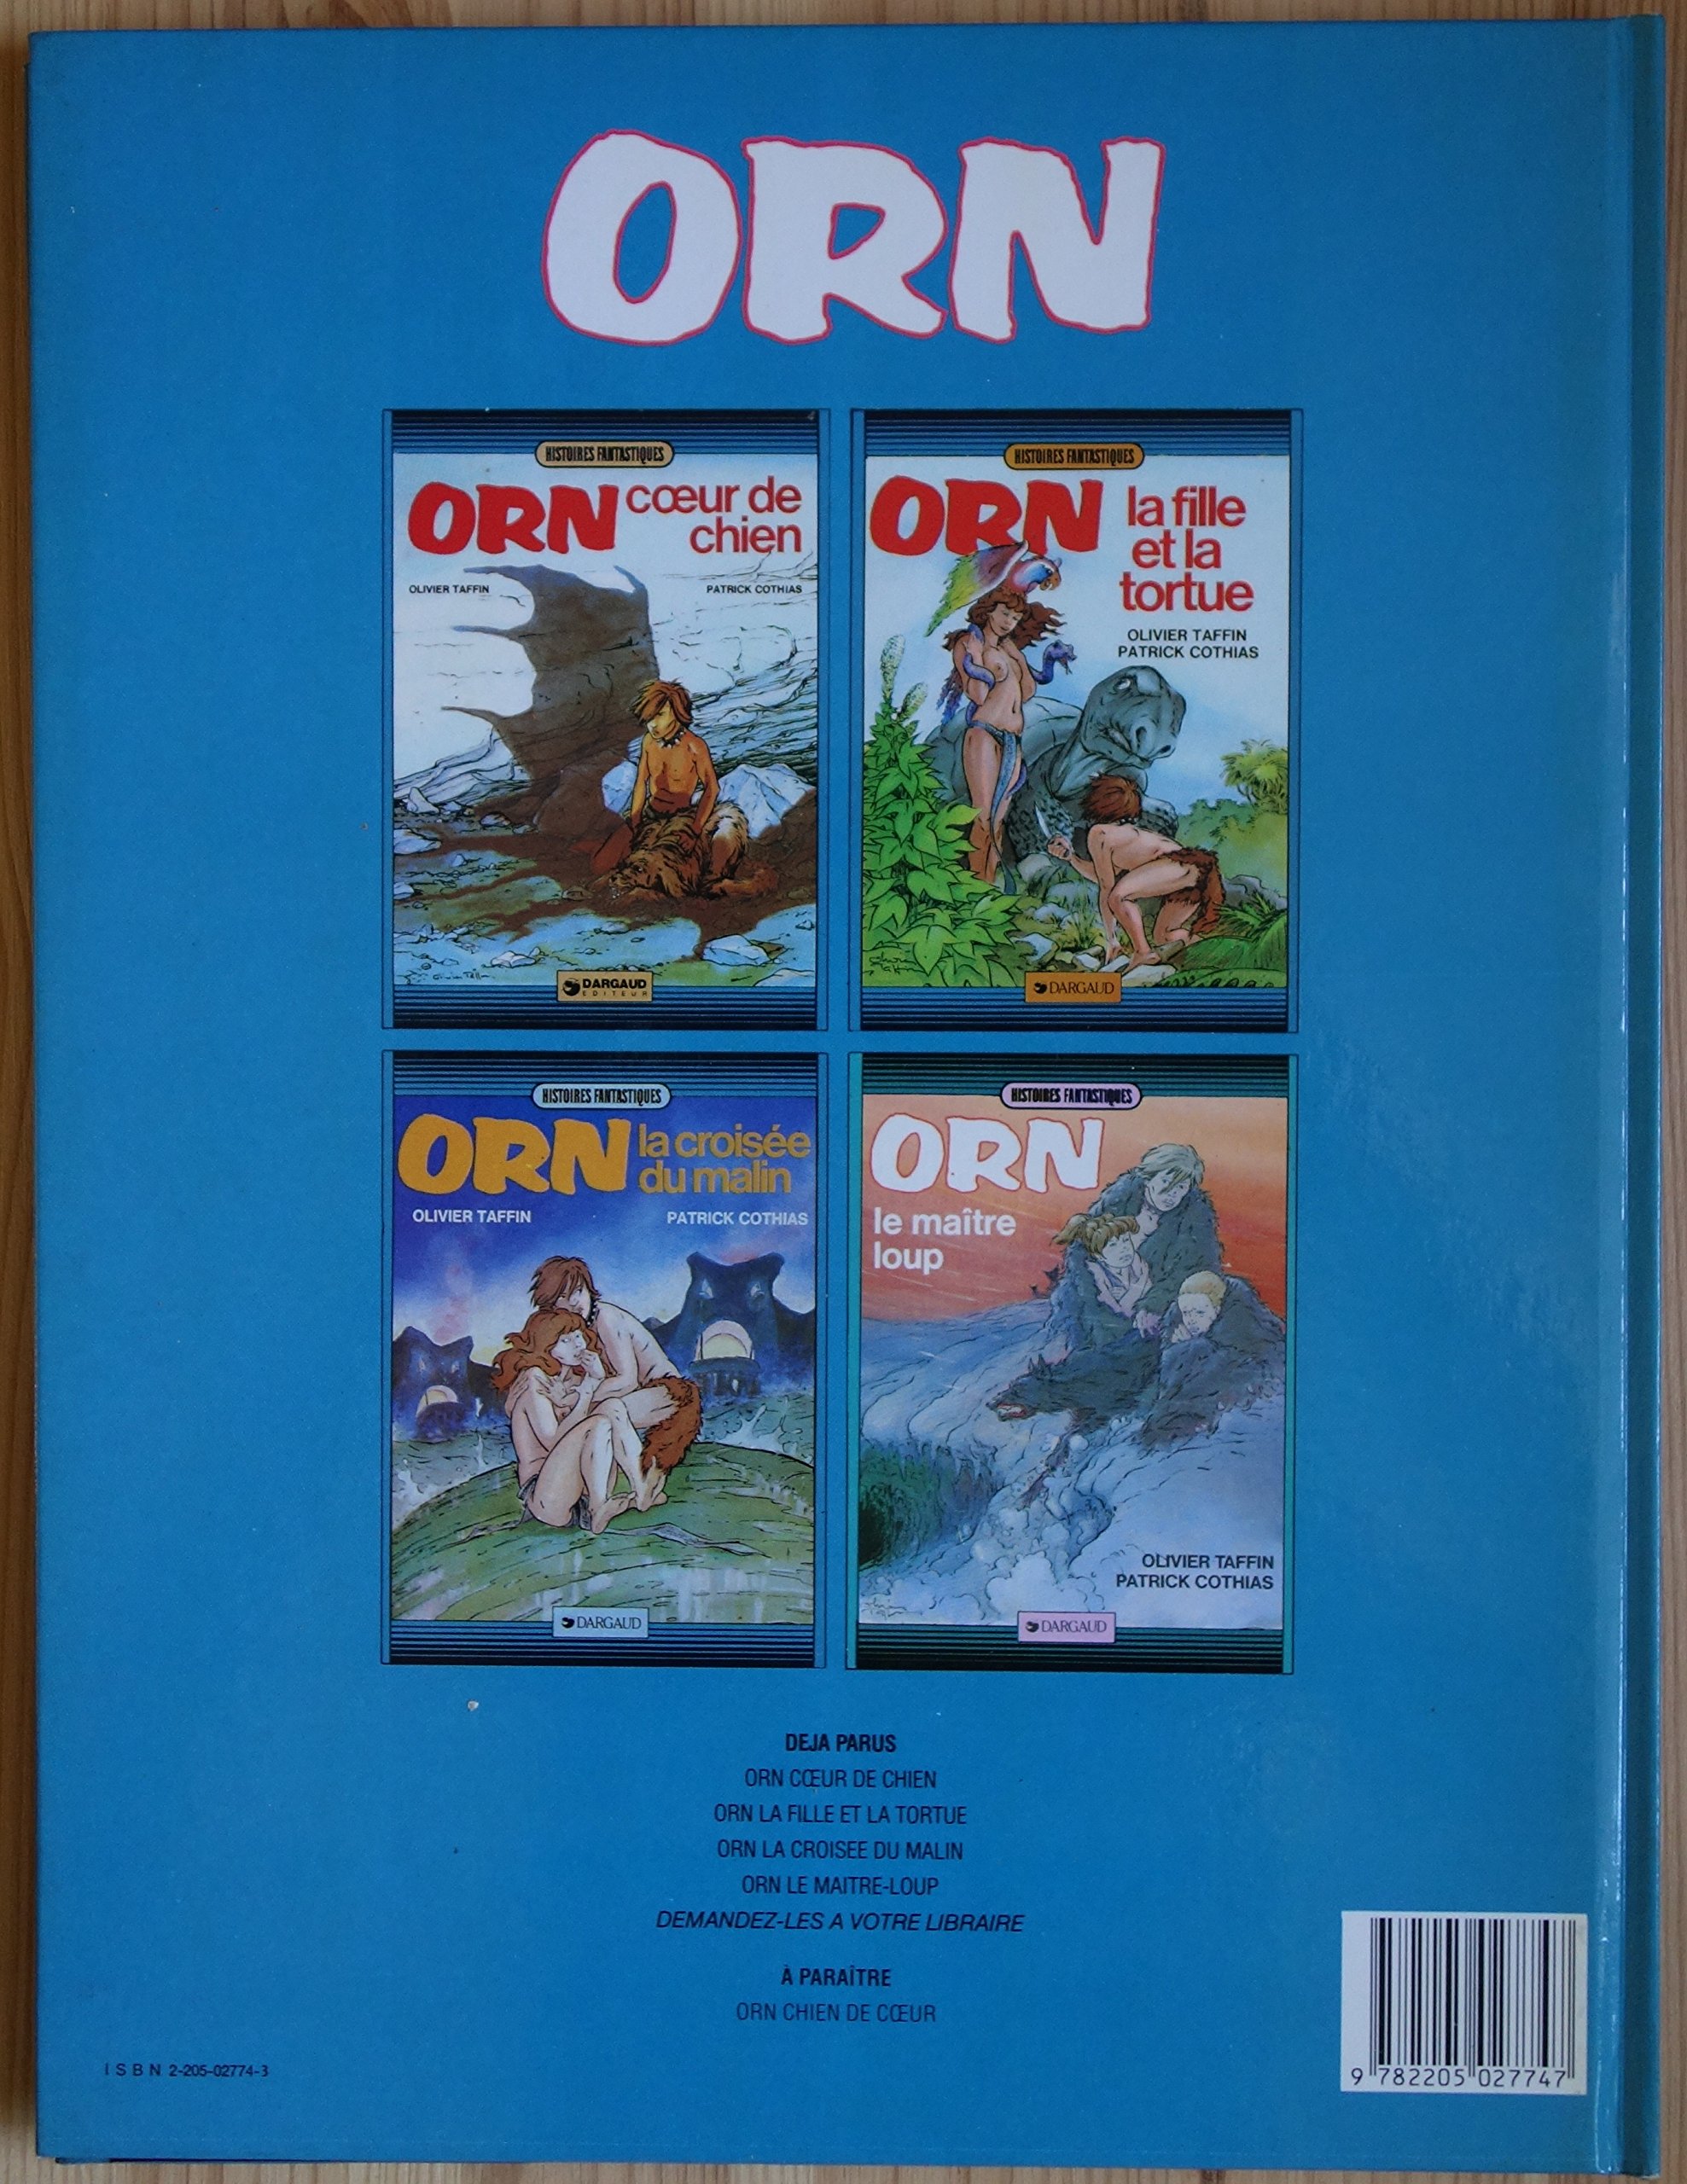 ORN
HISTOIRES FANTASTIQUES
ORN cœur de
chien
OLIVIER TAFFIN PATRICK COTHIAS
DARGAUD
EDITEUR
HISTOIRES FANTASTIQUES
ORN la fille
et la
tortue
OLIVIER TAFFIN
PATRICK COTHIAS
DARGAUD
HISTOIRES FANTASTIQUES
ORN la croisée
du malin
OLIVIER TAFFIN PATRICK COTHIAS
DARGAUD
HISTOIRES FANTASTIQUES
ORN
le maître
loup
OLIVIER TAFFIN
PATRICK COTHIAS
DARGAUD
DEJA PARUS
ORN CŒUR DE CHIEN
ORN LA FILLE ET LA TORTUE
ORN LA CROISEE DU MALIN
ORN LE MAITRE-LOUP
DEMANDEZ-LES A VOTRE LIBRAIRE
À PARAÎTRE
ORN CHIEN DE CŒUR
ISBN 2-205-02774-3
9 782205 027747